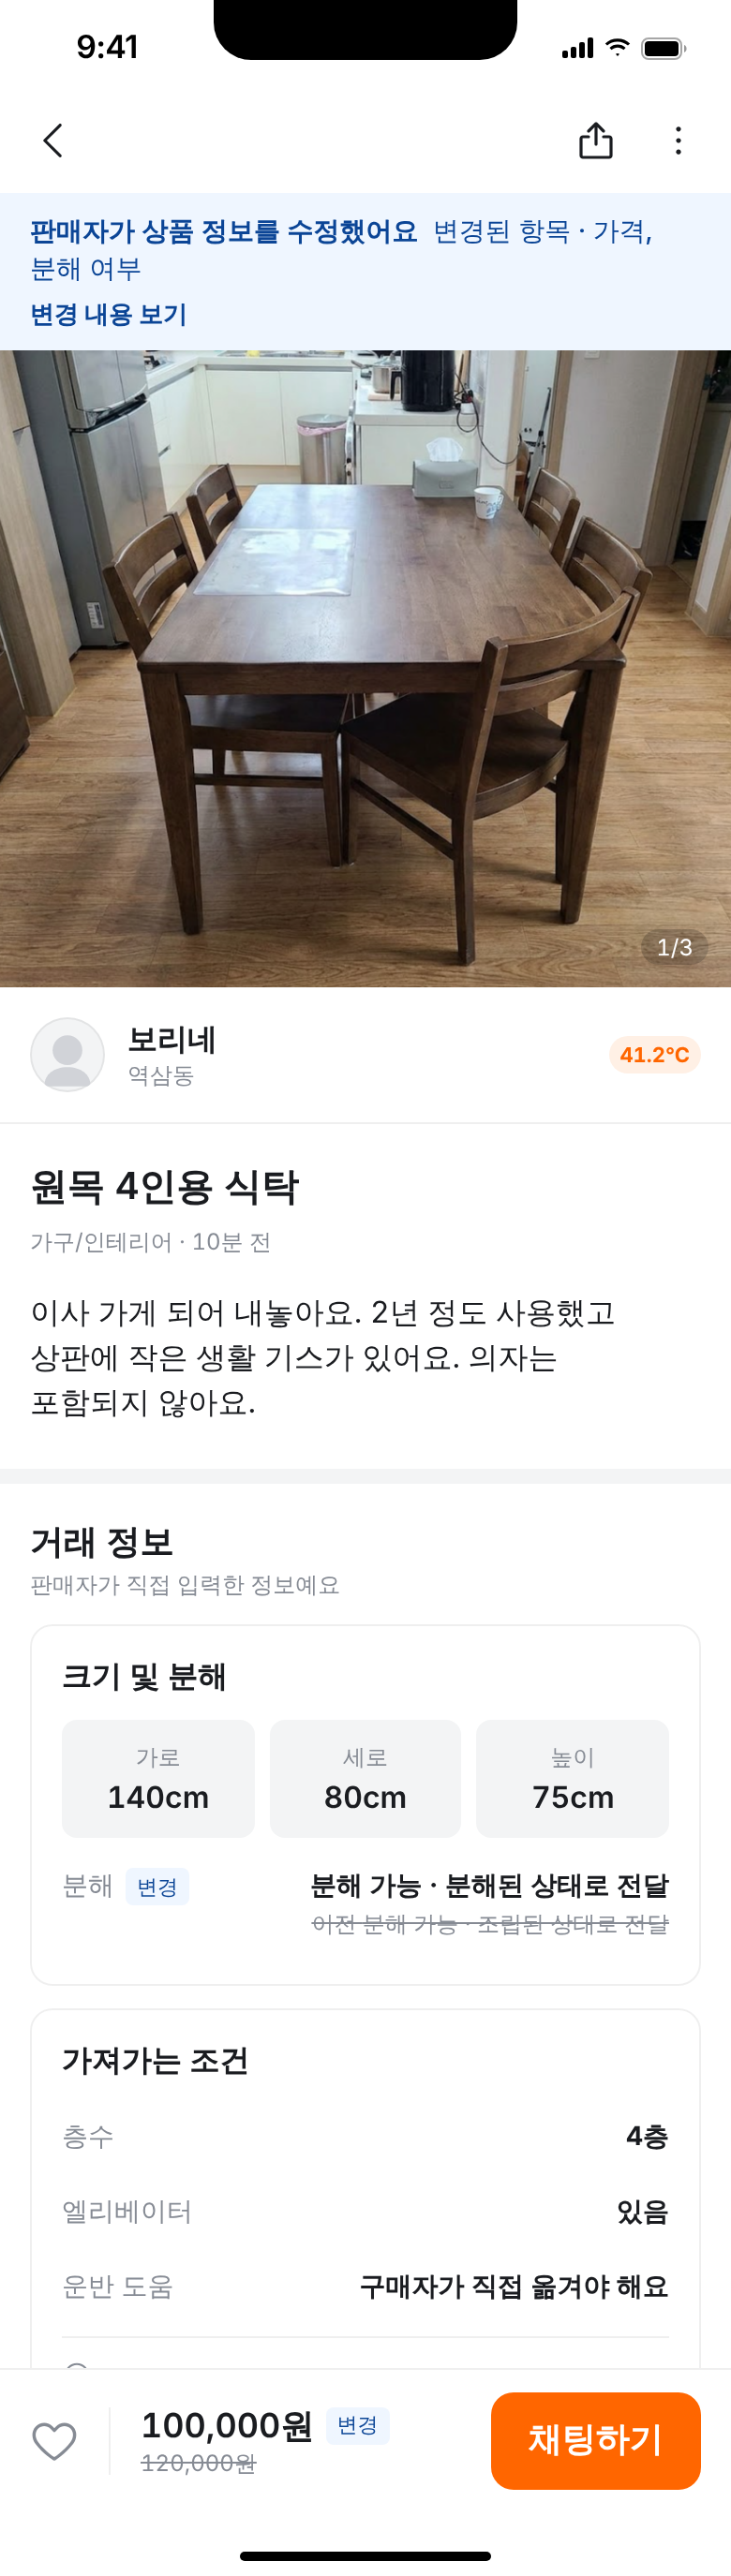 9:41
판매자가 상품 정보를 수정했어요 변경된 항목 · 가격,
분해 여부
변경 내용 보기
1/3
보리네
역삼동
41.2°C
원목 4인용 식탁
가구/인테리어 · 10분 전
이사 가게 되어 내놓아요. 2년 정도 사용했고
상판에 작은 생활 기스가 있어요. 의자는
포함되지 않아요.
거래 정보
판매자가 직접 입력한 정보예요
크기 및 분해
가로
140cm
세로
80cm
높이
75cm
분해 변경
분해 가능 · 분해된 상태로 전달
이전 분해 가능 · 조립된 상태로 전달
가져가는 조건
층수
4층
엘리베이터
있음
운반 도움
구매자가 직접 옮겨야 해요
100,000원 변경
120,000원
채팅하기